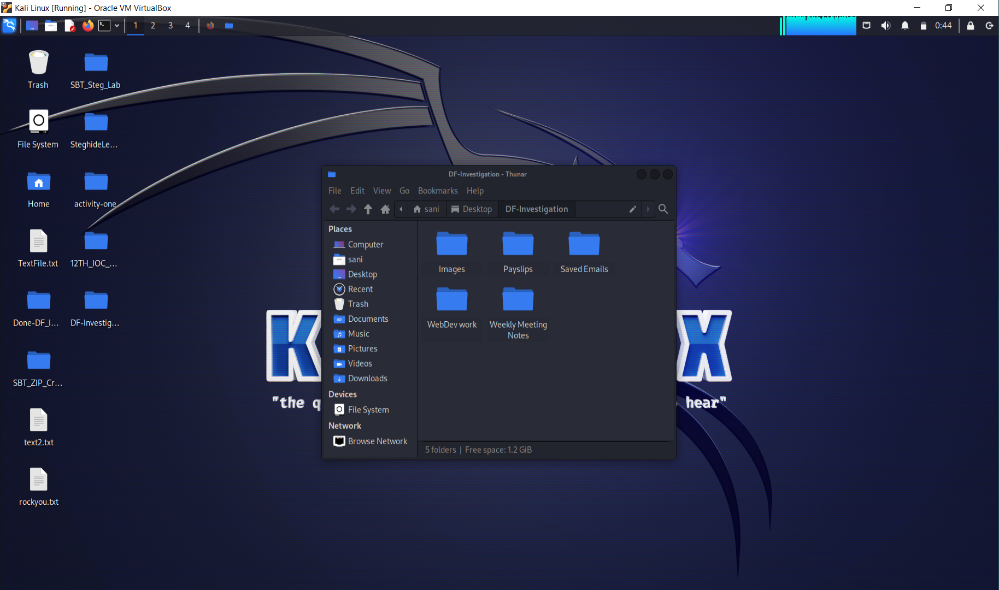 Kali Linux [Running] - Oracle VM VirtualBox
1 2 3 4
0:44
Trash
SBT_Steg_Lab
File System
SteghideLe...
Home
activity-one
TextFile.txt
12TH_IOC_...
Done-DF_I...
DF-Investig...
SBT_ZIP_Cr...
text2.txt
rockyou.txt
DF-Investigation - Thunar
File Edit View Go Bookmarks Help
sani Desktop DF-Investigation
Places
Computer
sani
Desktop
Recent
Trash
Documents
Music
Pictures
Videos
Downloads
Devices
File System
Network
Browse Network
Images
Payslips
Saved Emails
WebDev work
Weekly Meeting
Notes
5 folders | Free space: 1.2 GiB
K X
"the q hear"